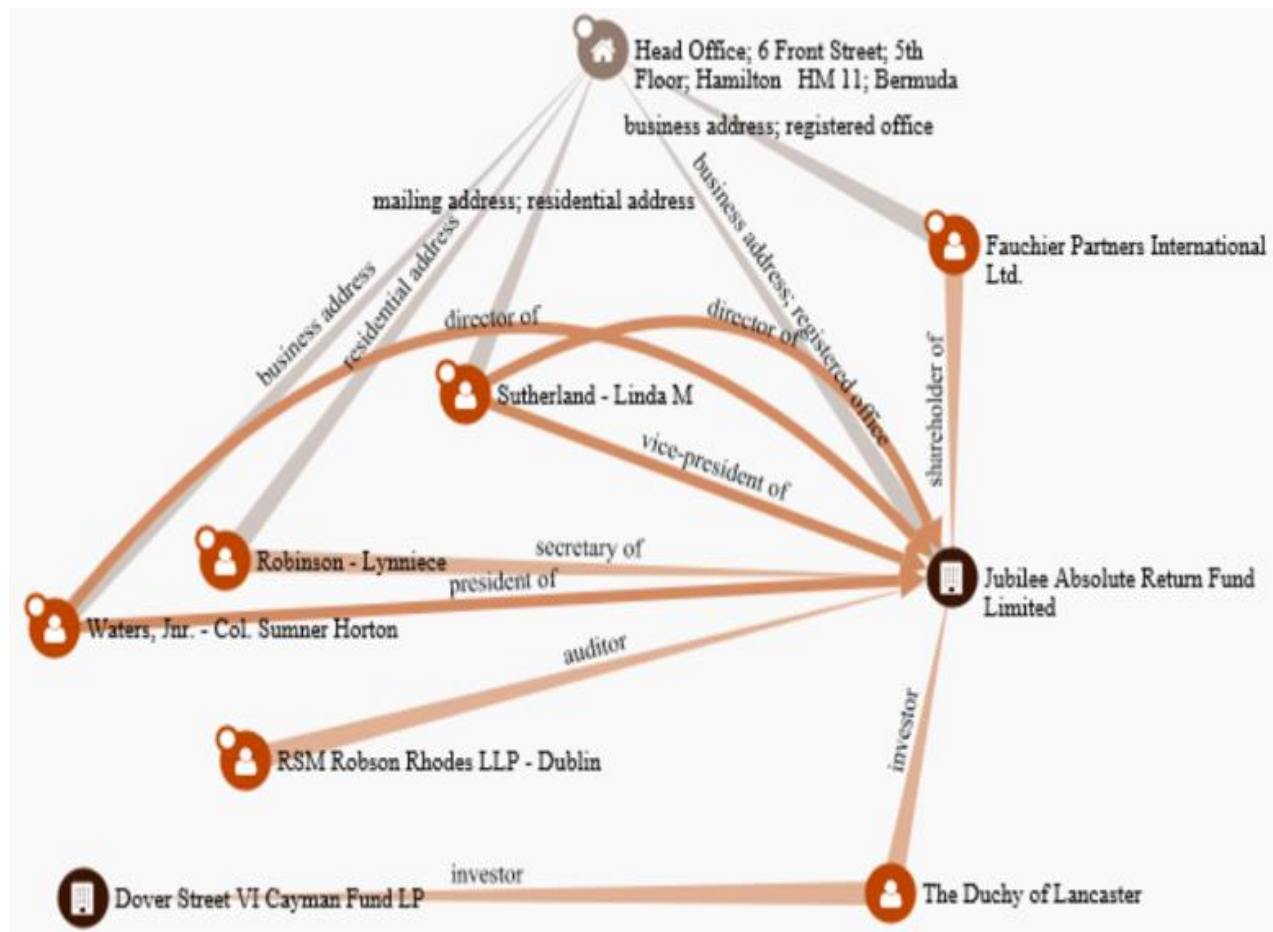 Head Office; 6 Front Street; 5th
Floor; Hamilton HM 11; Bermuda
business address; registered office
mailing address; residential address
business address; registered office
Fauchier Partners International
Ltd.
business address
residential address
director of
director of
shareholder of
Sutherland - Linda M
vice-president of
Robinson - Lynniece
secretary of
president of
Jubilee Absolute Return Fund
Limited
Waters, Jnr. - Col. Sumner Horton
auditor
RSM Robson Rhodes LLP - Dublin
investor
investor
Dover Street VI Cayman Fund LP
The Duchy of Lancaster